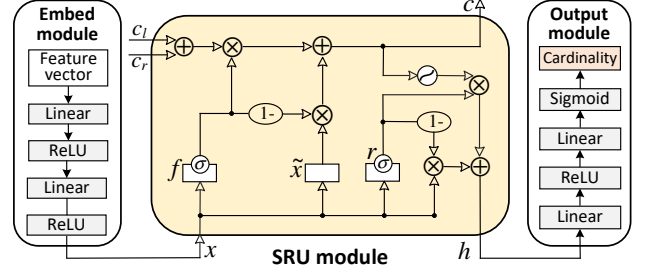 Embed
module
Feature
vector
Linear
ReLU
Linear
ReLU
c_l
c_r
c
1-
1-
f
σ
x̃
r
σ
x
SRU module
h
Output
module
Cardinality
Sigmoid
Linear
ReLU
Linear